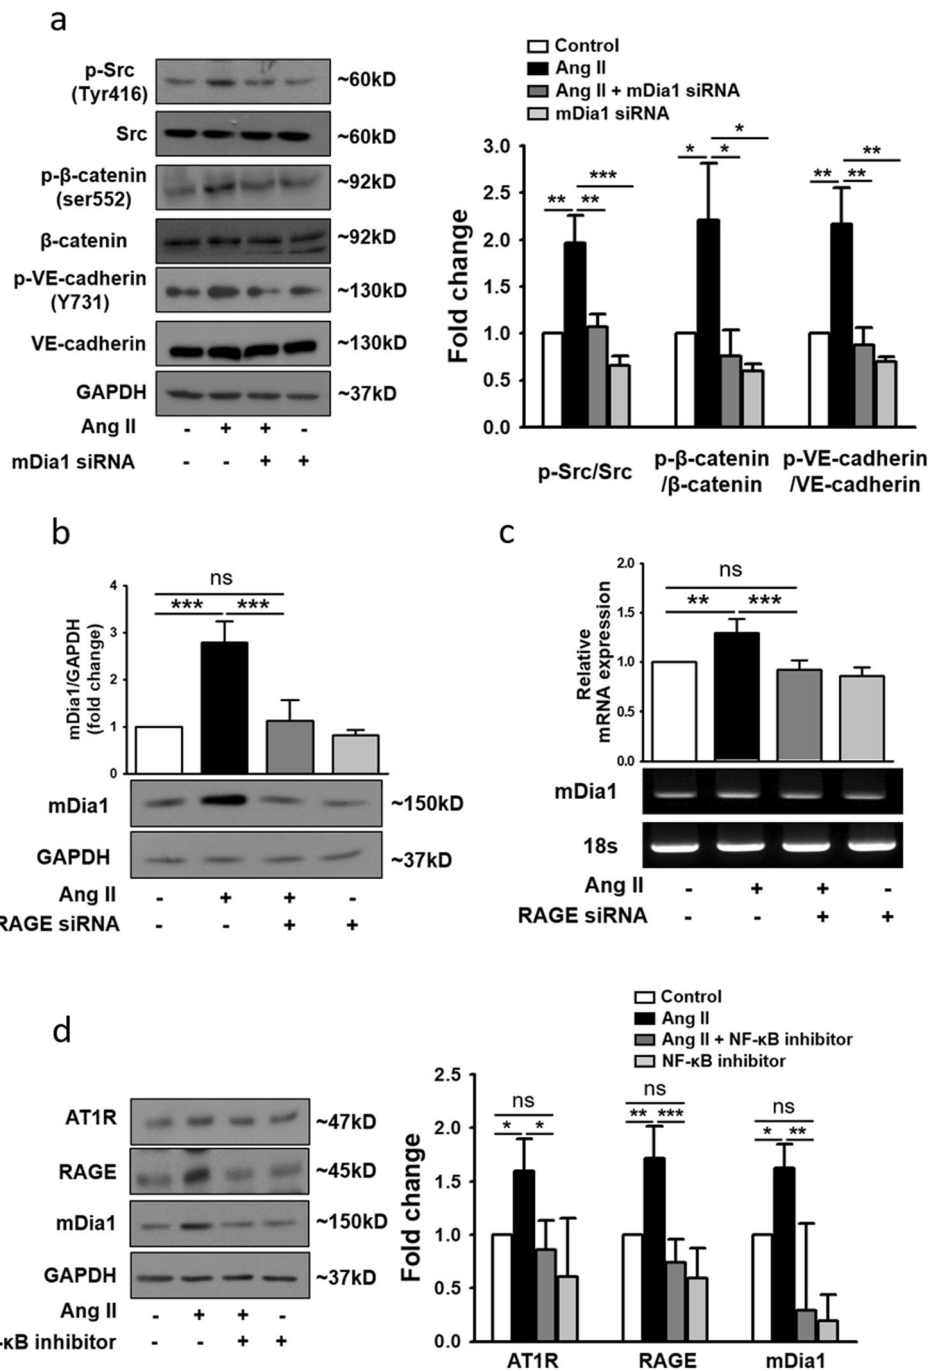 a
p-Src
(Tyr416)
~60kD
Src
~60kD
p-β-catenin
(ser552)
~92kD
β-catenin
~92kD
p-VE-cadherin
(Y731)
~130kD
VE-cadherin
~130kD
GAPDH
~37kD
Ang II - + + -
mDia1 siRNA - - + +
Control
Ang II
Ang II + mDia1 siRNA
mDia1 siRNA
Fold change
3.0
2.5
2.0
1.5
1.0
0.5
0.0
** ** ***
* * *
** ** **
p-Src/Src
p-β-catenin
/β-catenin
p-VE-cadherin
/VE-cadherin
b
mDia1/GAPDH
(fold change)
4
3
2
1
0
ns
*** ***
mDia1
~150kD
GAPDH
~37kD
Ang II - + + -
RAGE siRNA - - + +
c
Relative
mRNA expression
2.0
1.5
1.0
0.5
0.0
ns
** ***
mDia1
18s
Ang II - + + -
RAGE siRNA - - + +
d
AT1R
~47kD
RAGE
~45kD
mDia1
~150kD
GAPDH
~37kD
Ang II - + + -
-κB inhibitor - - + +
Control
Ang II
Ang II + NF-κB inhibitor
NF-κB inhibitor
Fold change
2.5
2.0
1.5
1.0
0.5
0.0
ns
* *
ns
** ***
ns
* **
AT1R
RAGE
mDia1